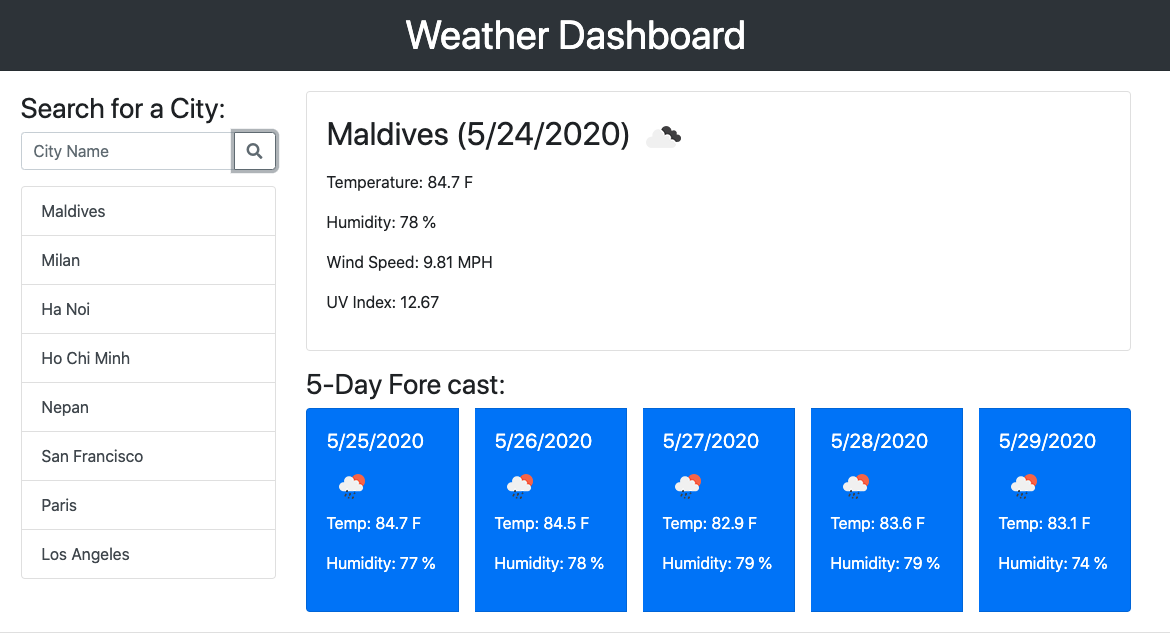 Weather Dashboard
Search for a City:
City Name
Maldives
Milan
Ha Noi
Ho Chi Minh
Nepan
San Francisco
Paris
Los Angeles
Maldives (5/24/2020)
Temperature: 84.7 F
Humidity: 78 %
Wind Speed: 9.81 MPH
UV Index: 12.67
5-Day Fore cast:
5/25/2020
Temp: 84.7 F
Humidity: 77 %
5/26/2020
Temp: 84.5 F
Humidity: 78 %
5/27/2020
Temp: 82.9 F
Humidity: 79 %
5/28/2020
Temp: 83.6 F
Humidity: 79 %
5/29/2020
Temp: 83.1 F
Humidity: 74 %